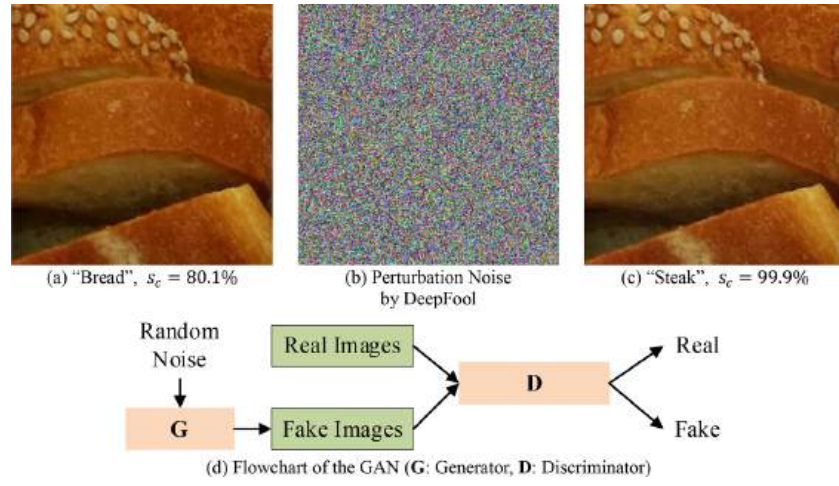 (a) “Bread”, s_c = 80.1%
(b) Perturbation Noise
by DeepFool
(c) “Steak”, s_c = 99.9%
Random
Noise
Real Images
D
Real
G
Fake Images
Fake
(d) Flowchart of the GAN (G: Generator, D: Discriminator)